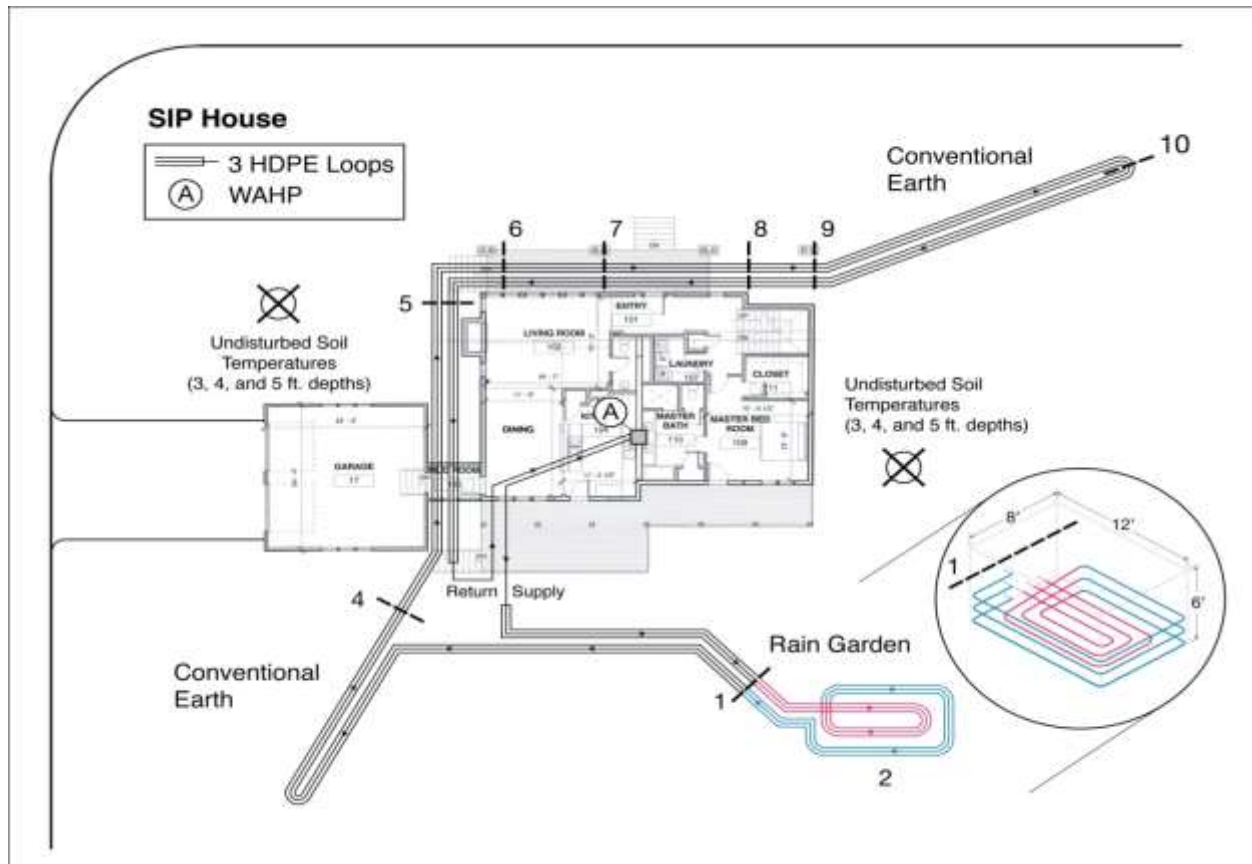 SIP House
3 HDPE Loops
A WAHP
Conventional
Earth
10
6
7
8
9
5
Undisturbed Soil
Temperatures
(3, 4, and 5 ft. depths)
ENTRY
101
LIVING ROOM
LAUNDRY
CLOSET
A
DINING
MASTER
BATH
MASTER BED
ROOM
GARAGE
Undisturbed Soil
Temperatures
(3, 4, and 5 ft. depths)
8'
12'
1
6'
4
Return Supply
Rain Garden
Conventional
Earth
1
2